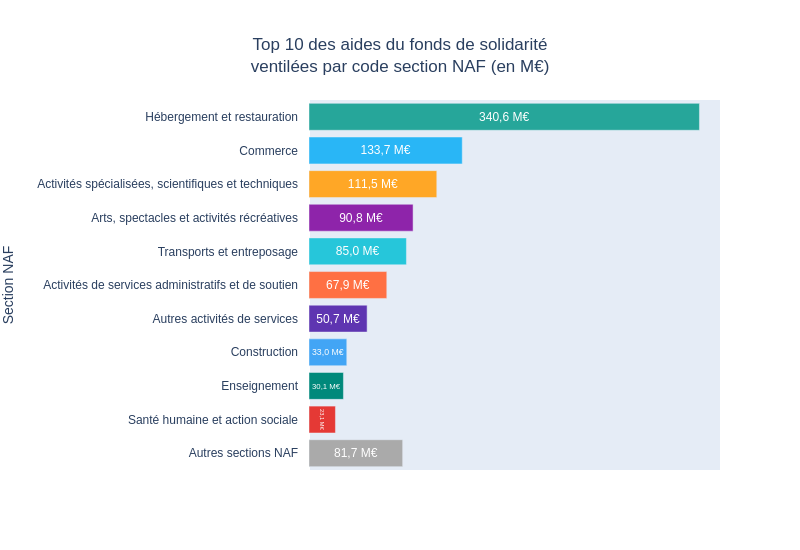 Top 10 des aides du fonds de solidarité
ventilées par code section NAF (en M€)
Section NAF
Hébergement et restauration 340,6 M€
Commerce 133,7 M€
Activités spécialisées, scientifiques et techniques 111,5 M€
Arts, spectacles et activités récréatives 90,8 M€
Transports et entreposage 85,0 M€
Activités de services administratifs et de soutien 67,9 M€
Autres activités de services 50,7 M€
Construction 33,0 M€
Enseignement 30,1 M€
Santé humaine et action sociale
Autres sections NAF 81,7 M€